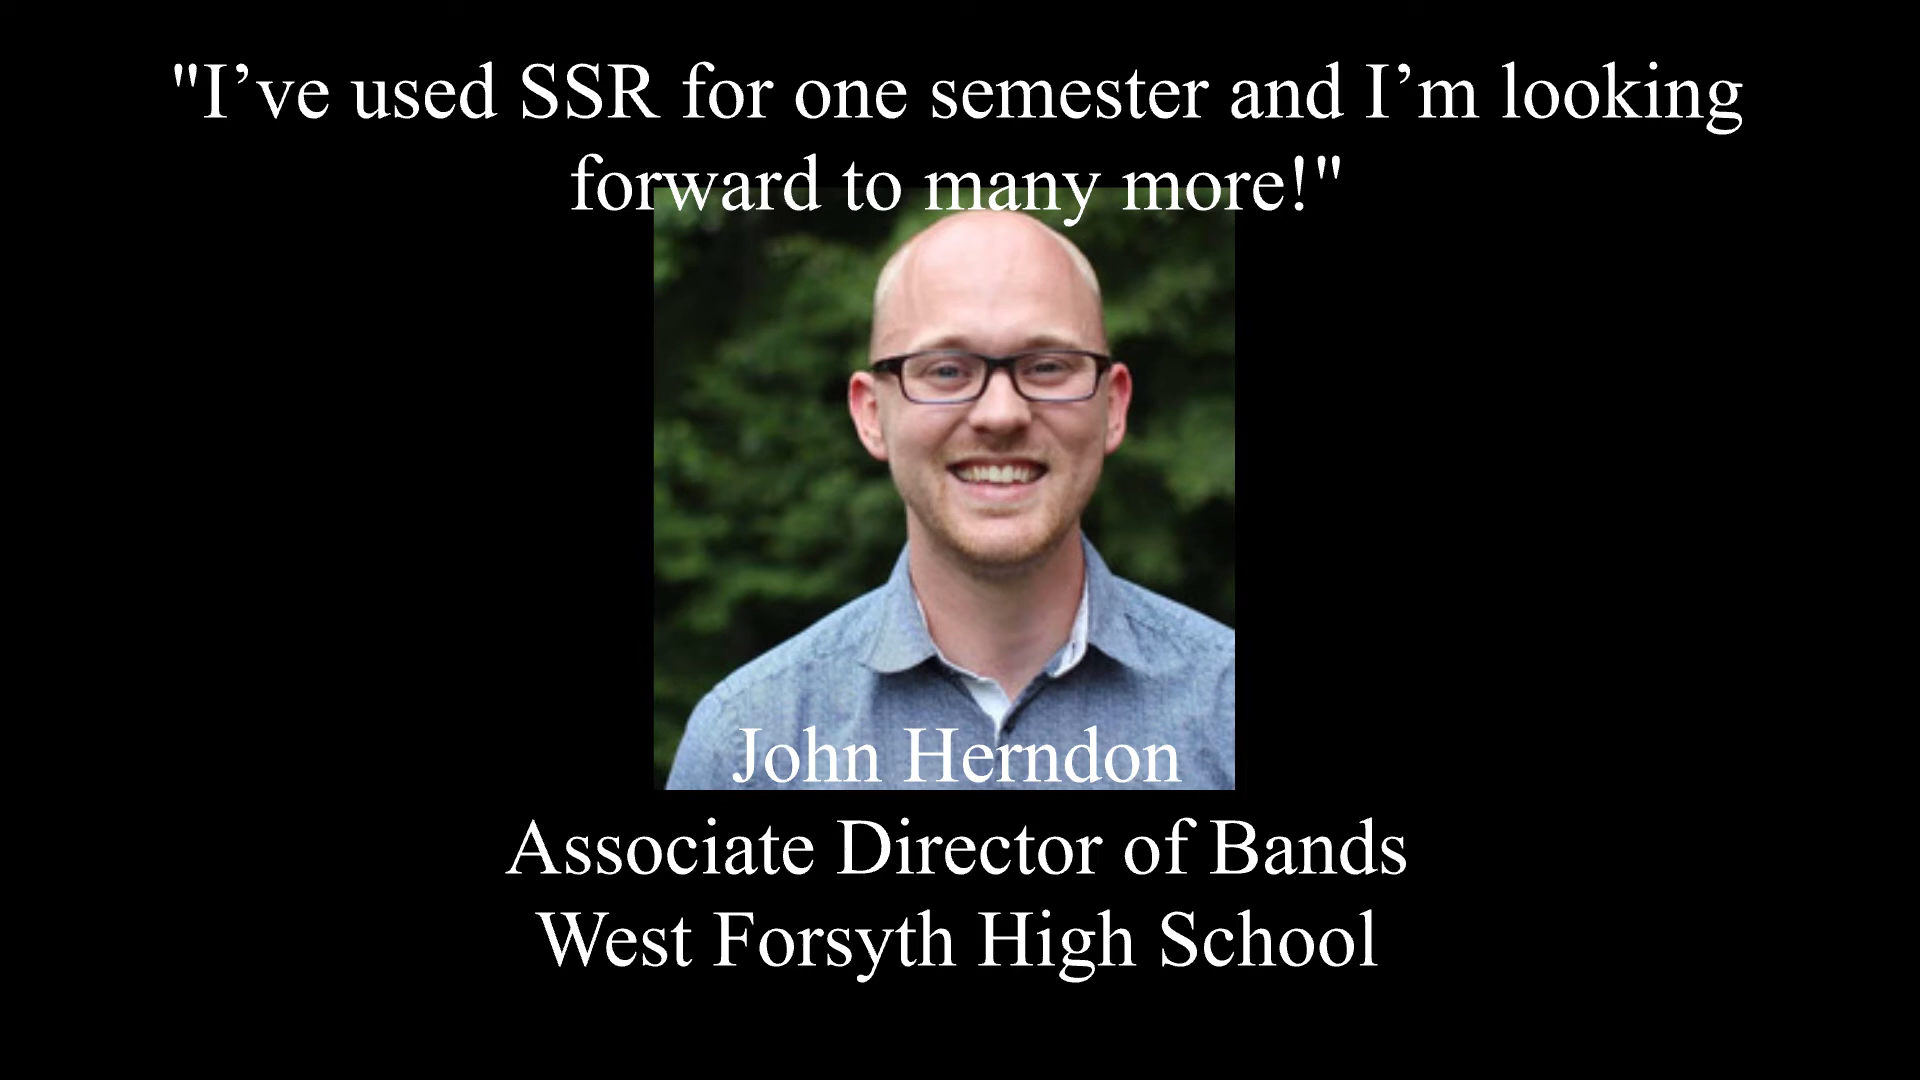 "I’ve used SSR for one semester and I’m looking
forward to many more!"
John Herndon
Associate Director of Bands
West Forsyth High School